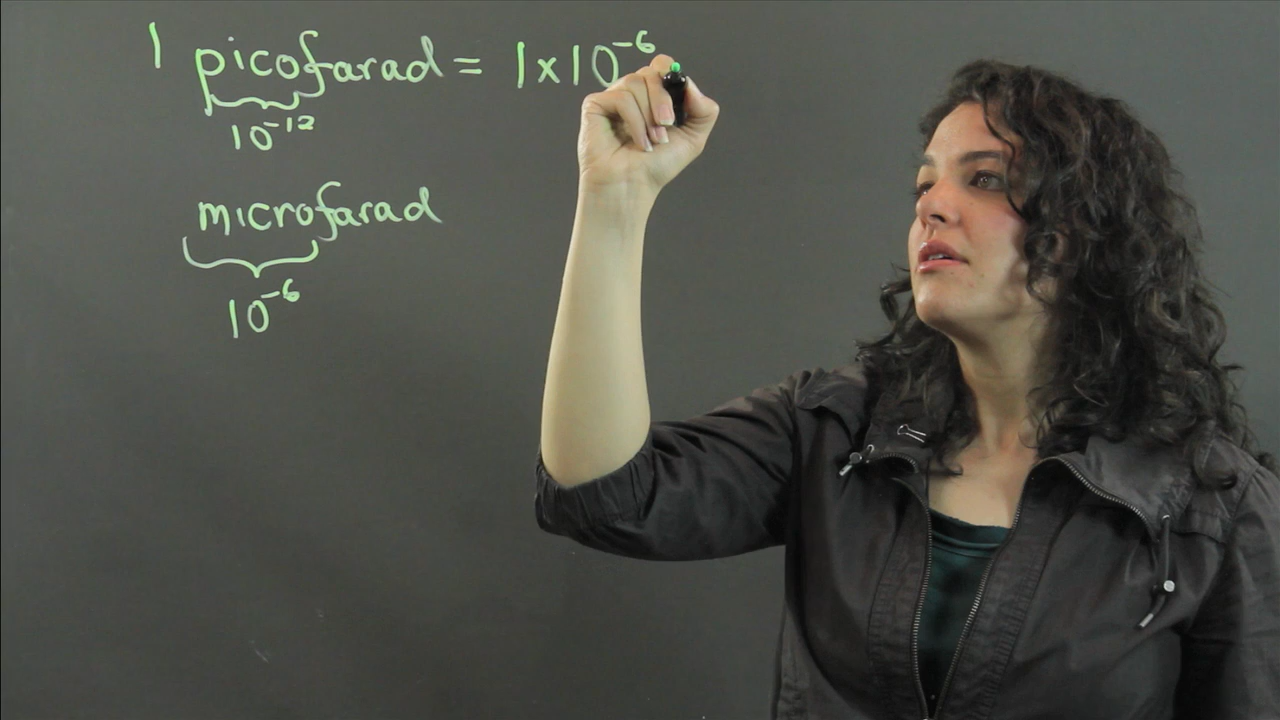 1 picofarad = 1x10⁻⁶
10⁻¹²
microfarad
10⁻⁶